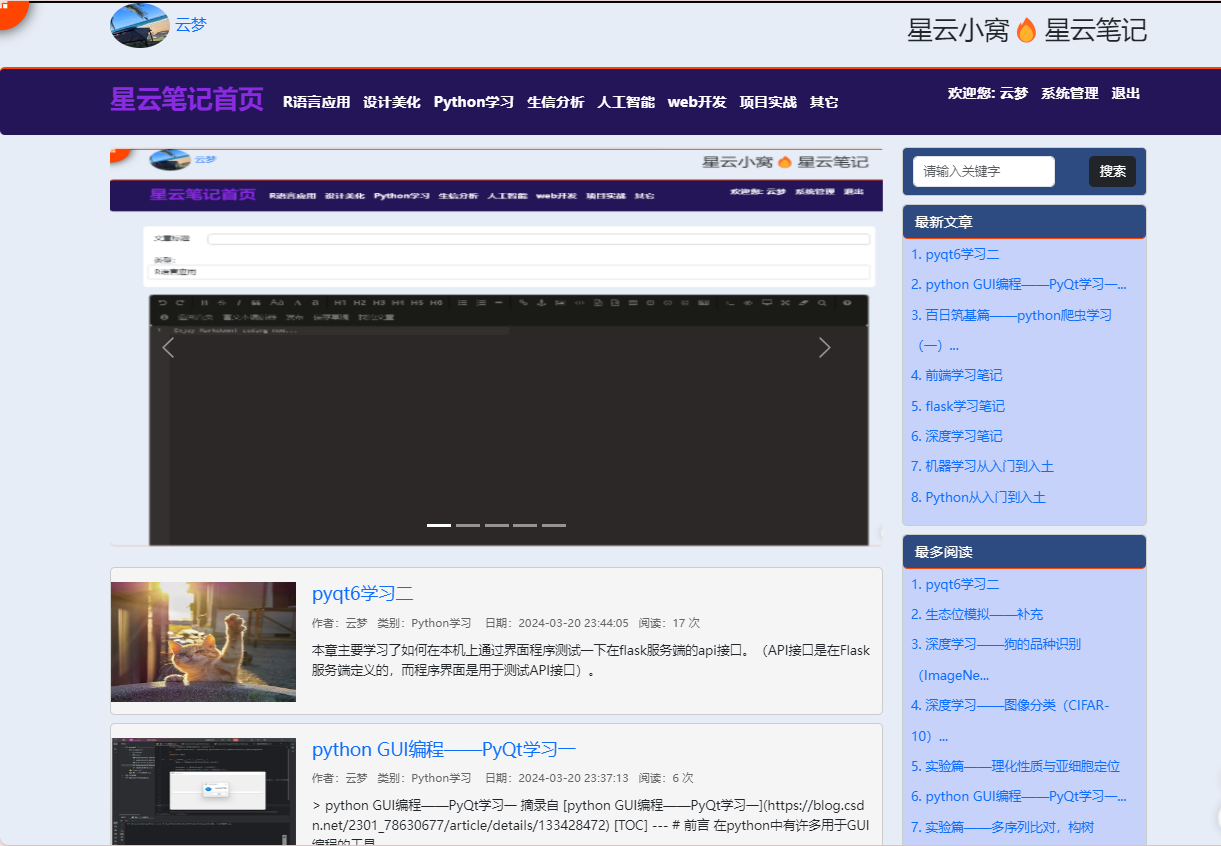 云梦
星云小窝🔥星云笔记
星云笔记首页 R语言应用 设计美化 Python学习 生信分析 人工智能 web开发 项目实战 其它
欢迎您: 云梦 系统管理 退出
云梦
星云小窝🔥星云笔记
星云笔记首页 R语言应用 设计美化 Python学习 生信分析 人工智能 web开发 项目实战 其它
欢迎您: 云梦 系统管理 退出
文章标题
类型:
R语言应用
H1 H2 H3 H4 H5 H6
1 Enjoy Markdown! coding now...
pyqt6学习二
作者：云梦 类别：Python学习 日期：2024-03-20 23:44:05 阅读：17 次
本章主要学习了如何在本机上通过界面程序测试一下在flask服务端的api接口。（API接口是在Flask
服务端定义的，而程序界面是用于测试API接口）。
python GUI编程——PyQt学习一
作者：云梦 类别：Python学习 日期：2024-03-20 23:37:13 阅读：6 次
> python GUI编程——PyQt学习一 摘录自 [python GUI编程——PyQt学习一](https://blog.csd
n.net/2301_78630677/article/details/133428472) [TOC] --- # 前言 在python中有许多用于GUI
编程的工具
请输入关键字 搜索
最新文章
1. pyqt6学习二
2. python GUI编程——PyQt学习一...
3. 百日筑基篇——python爬虫学习
（一）...
4. 前端学习笔记
5. flask学习笔记
6. 深度学习笔记
7. 机器学习从入门到入土
8. Python从入门到入土
最多阅读
1. pyqt6学习二
2. 生态位模拟——补充
3. 深度学习——狗的品种识别
（ImageNe...
4. 深度学习——图像分类（CIFAR-
10）...
5. 实验篇——理化性质与亚细胞定位
6. python GUI编程——PyQt学习一...
7. 实验篇——多序列比对，构树